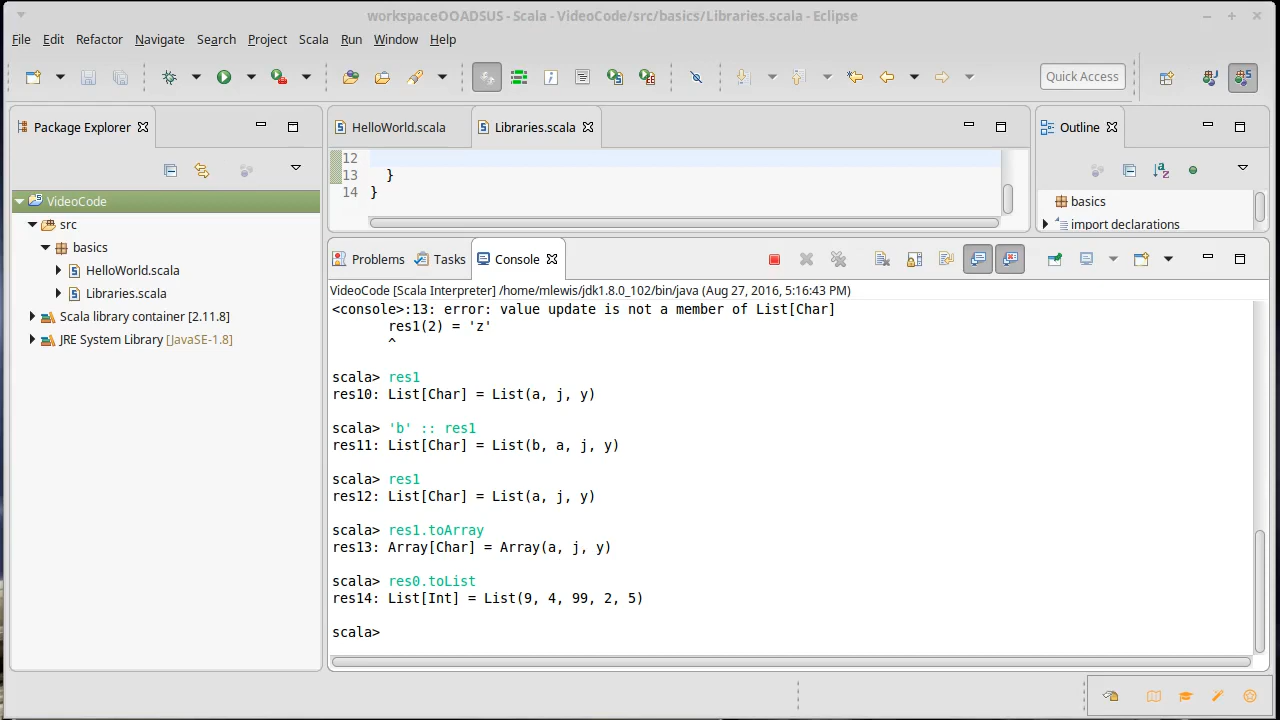 workspaceOOADSUS - Scala - VideoCode/src/basics/Libraries.scala - Eclipse
File Edit Refactor Navigate Search Project Scala Run Window Help
Quick Access
Package Explorer
HelloWorld.scala
Libraries.scala
Outline
12
13 }
14 }
VideoCode
src
basics
HelloWorld.scala
Libraries.scala
Scala library container [2.11.8]
JRE System Library [JavaSE-1.8]
basics
import declarations
Problems Tasks Console
VideoCode [Scala Interpreter] /home/mlewis/jdk1.8.0_102/bin/java (Aug 27, 2016, 5:16:43 PM)
<console>:13: error: value update is not a member of List[Char]
res1(2) = 'z'
^
scala> res1
res10: List[Char] = List(a, j, y)
scala> 'b' :: res1
res11: List[Char] = List(b, a, j, y)
scala> res1
res12: List[Char] = List(a, j, y)
scala> res1.toArray
res13: Array[Char] = Array(a, j, y)
scala> res0.toList
res14: List[Int] = List(9, 4, 99, 2, 5)
scala>